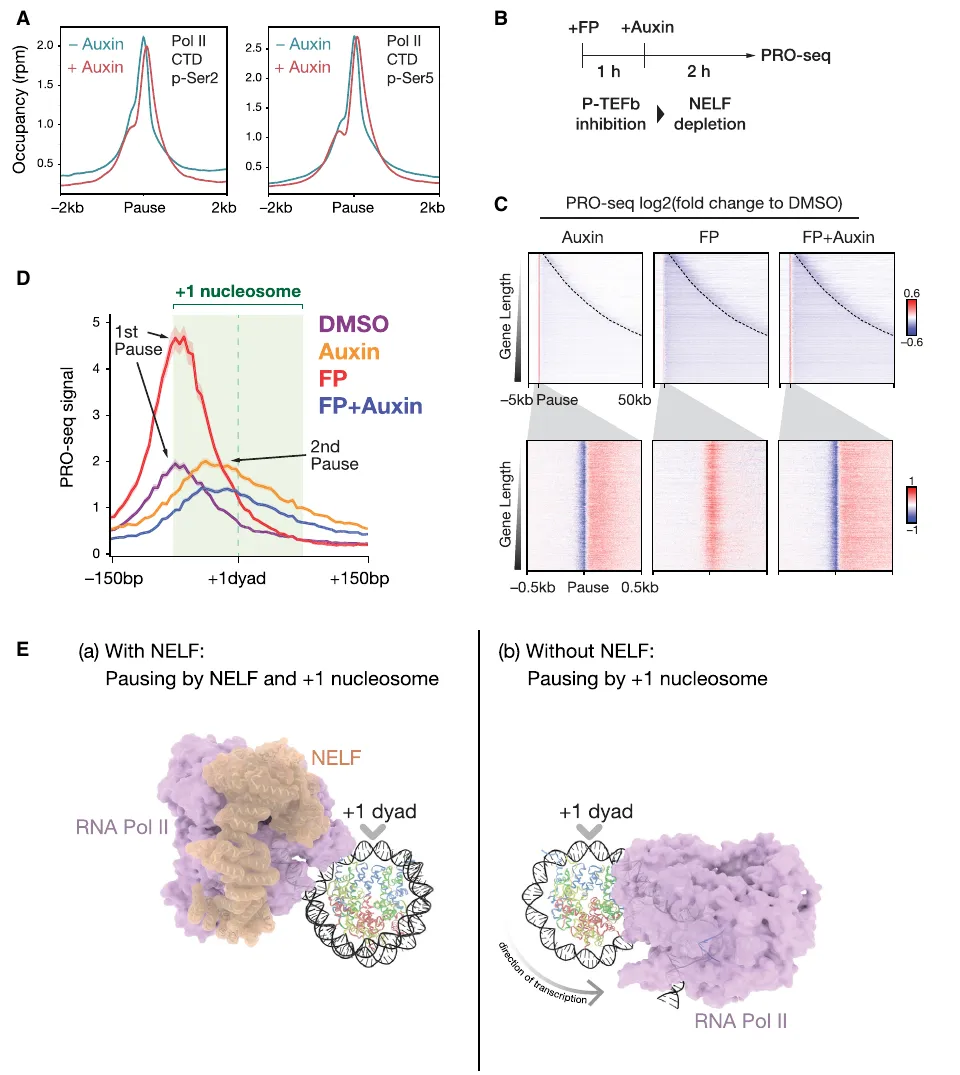 A
− Auxin
+ Auxin
Pol II
CTD
p-Ser2
Occupancy (rpm)
2.0
1.5
1.0
0.5
−2kb
Pause
2kb
− Auxin
+ Auxin
Pol II
CTD
p-Ser5
2.5
2.0
1.5
1.0
0.5
−2kb
Pause
2kb
B
+FP
+Auxin
PRO-seq
1 h
2 h
P-TEFb
inhibition
NELF
depletion
C
PRO-seq log2(fold change to DMSO)
Auxin
FP
FP+Auxin
Gene Length
−5kb
Pause
50kb
0.6
−0.6
Gene Length
−0.5kb
Pause
0.5kb
1
−1
D
+1 nucleosome
DMSO
Auxin
FP
FP+Auxin
1st
Pause
2nd
Pause
PRO-seq signal
5
4
3
2
1
0
−150bp
+1dyad
+150bp
E
(a) With NELF:
Pausing by NELF and +1 nucleosome
NELF
RNA Pol II
+1 dyad
(b) Without NELF:
Pausing by +1 nucleosome
+1 dyad
direction of transcription
RNA Pol II